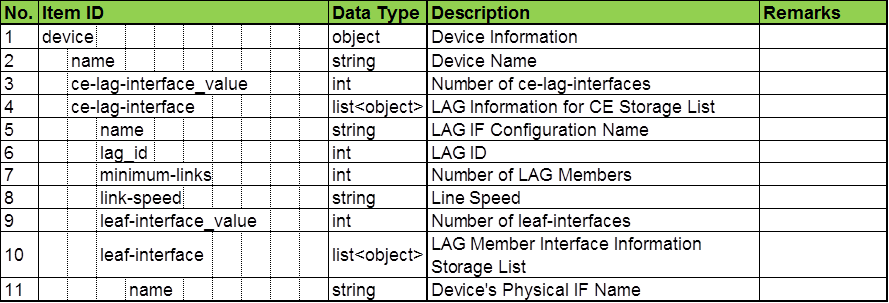 No. Item ID Data Type Description Remarks
1 device object Device Information
2 name string Device Name
3 ce-lag-interface_value int Number of ce-lag-interfaces
4 ce-lag-interface list<object> LAG Information for CE Storage List
5 name string LAG IF Configuration Name
6 lag_id int LAG ID
7 minimum-links int Number of LAG Members
8 link-speed string Line Speed
9 leaf-interface_value int Number of leaf-interfaces
10 leaf-interface list<object> LAG Member Interface Information
Storage List
11 name string Device's Physical IF Name